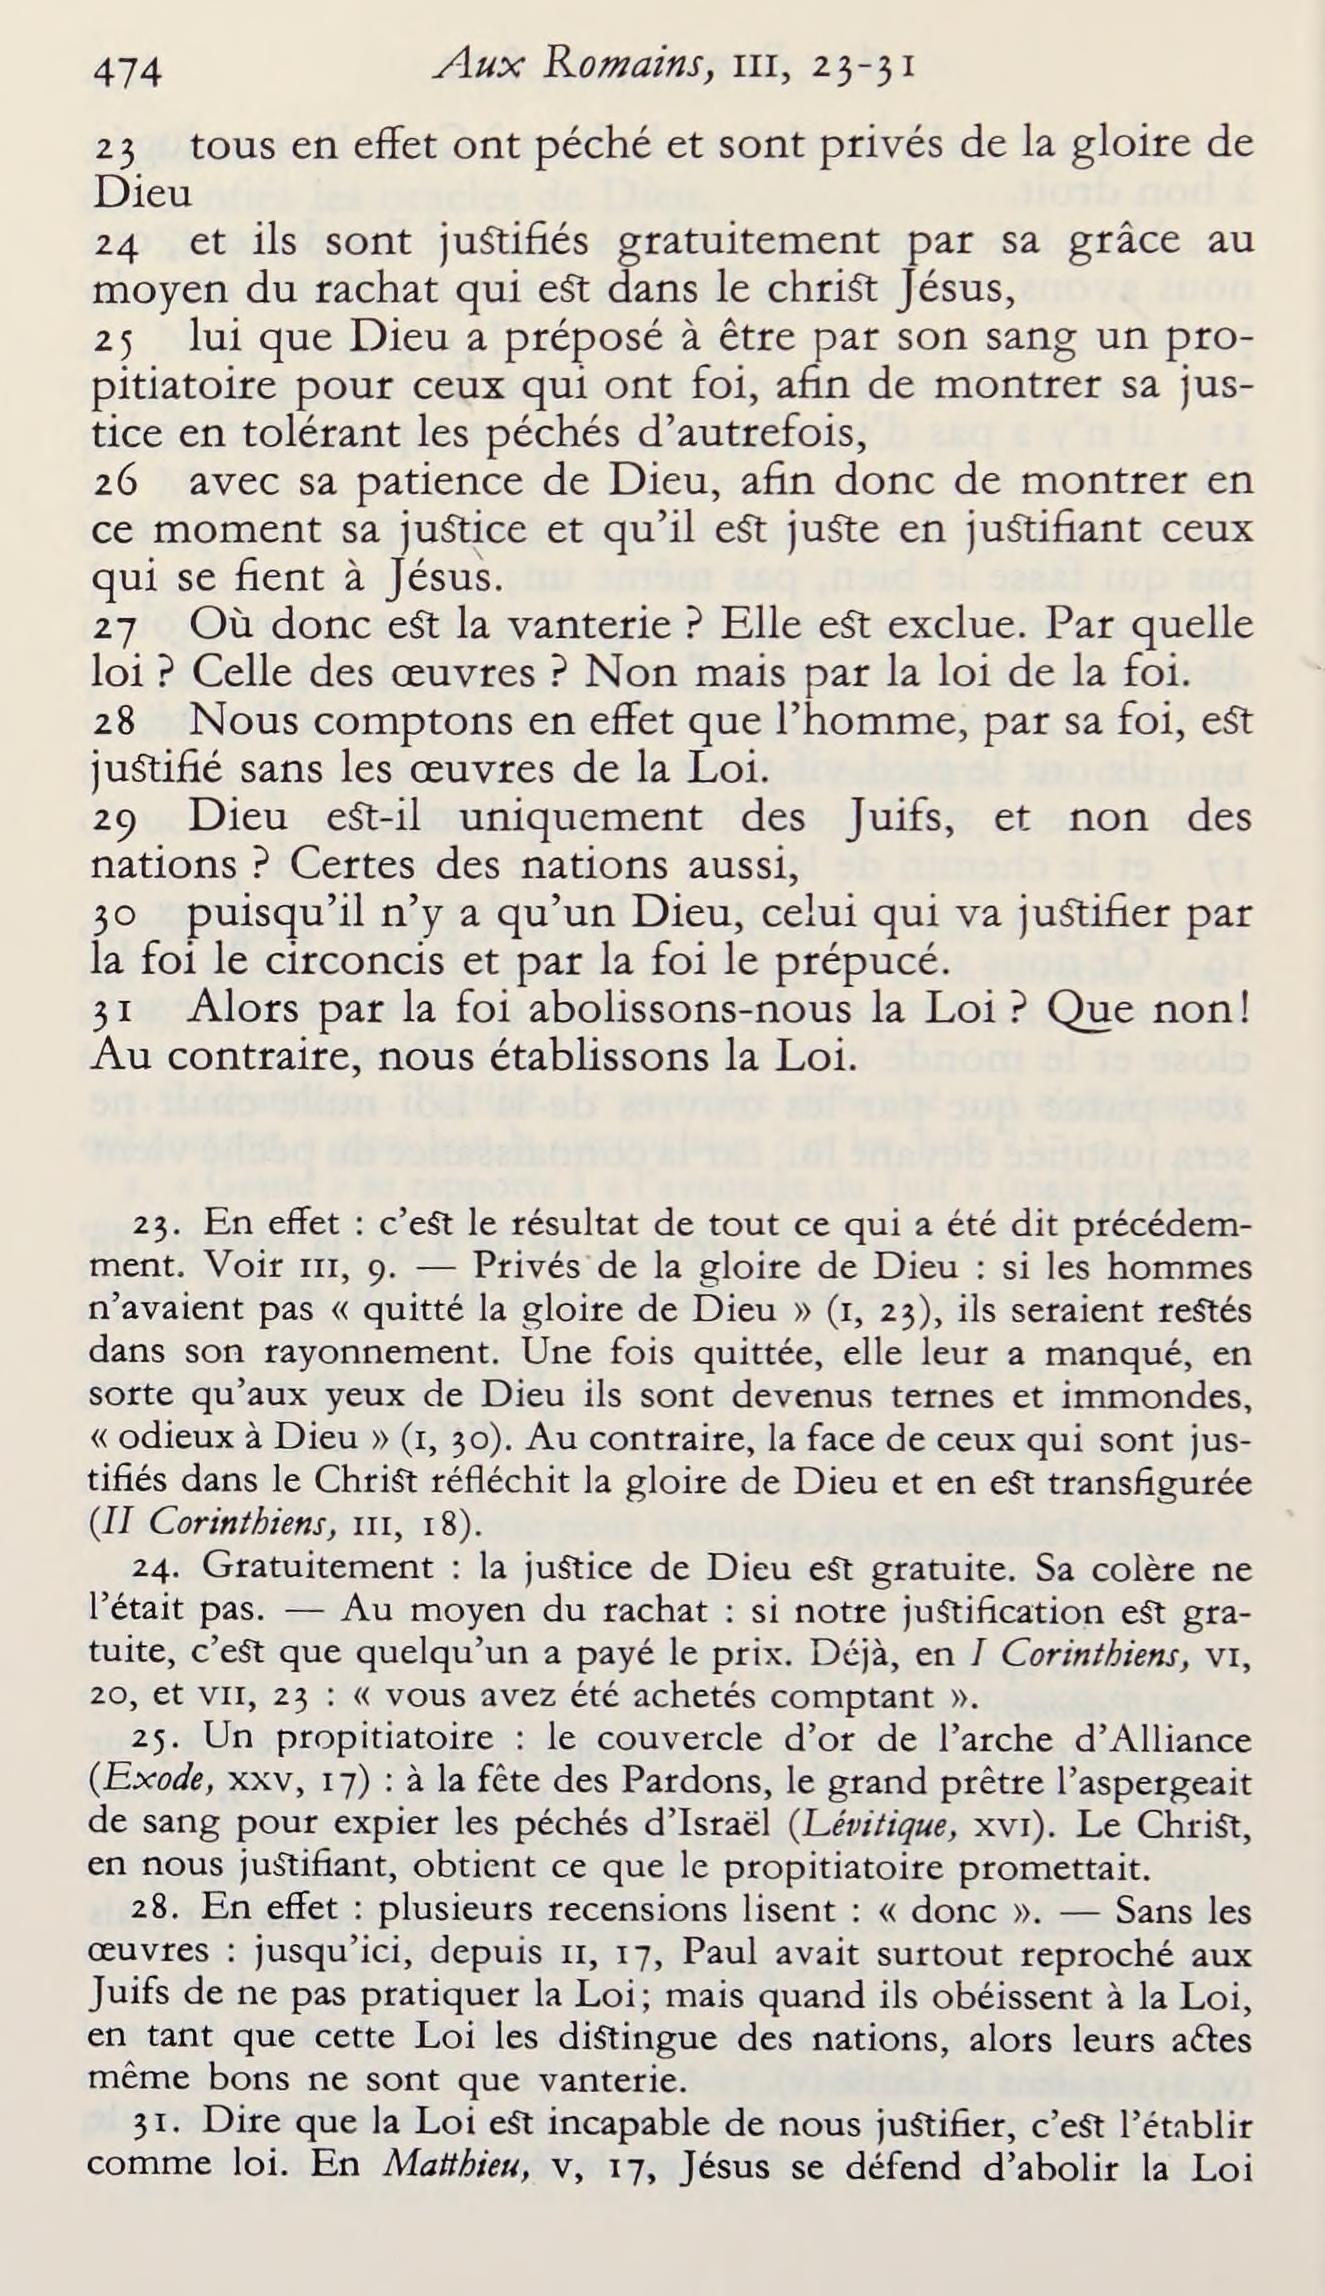 474 Aux Romains, III, 23-31
23 tous en effet ont péché et sont privés de la gloire de
Dieu
24 et ils sont justifiés gratuitement par sa grâce au
moyen du rachat qui est dans le christ Jésus,
25 lui que Dieu a préposé à être par son sang un pro-
pitiatoire pour ceux qui ont foi, afin de montrer sa jus-
tice en tolérant les péchés d'autrefois,
26 avec sa patience de Dieu, afin donc de montrer en
ce moment sa justice et qu'il est juste en justifiant ceux
qui se fient à Jésus.
27 Où donc est la vanterie ? Elle est exclue. Par quelle
loi ? Celle des œuvres ? Non mais par la loi de la foi.
28 Nous comptons en effet que l'homme, par sa foi, est
justifié sans les œuvres de la Loi.
29 Dieu est-il uniquement des Juifs, et non des
nations ? Certes des nations aussi,
30 puisqu'il n'y a qu'un Dieu, celui qui va justifier par
la foi le circoncis et par la foi le prépucé.
31 Alors par la foi abolissons-nous la Loi ? Que non!
Au contraire, nous établissons la Loi.
23. En effet : c'est le résultat de tout ce qui a été dit précédem-
ment. Voir III, 9. — Privés de la gloire de Dieu : si les hommes
n'avaient pas « quitté la gloire de Dieu » (I, 23), ils seraient restés
dans son rayonnement. Une fois quittée, elle leur a manqué, en
sorte qu'aux yeux de Dieu ils sont devenus ternes et immondes,
« odieux à Dieu » (I, 30). Au contraire, la face de ceux qui sont jus-
tifiés dans le Christ réfléchit la gloire de Dieu et en est transfigurée
(II Corinthiens, III, 18).
24. Gratuitement : la justice de Dieu est gratuite. Sa colère ne
l'était pas. — Au moyen du rachat : si notre justification est gra-
tuite, c'est que quelqu'un a payé le prix. Déjà, en I Corinthiens, VI,
20, et VII, 23 : « vous avez été achetés comptant ».
25. Un propitiatoire : le couvercle d'or de l'arche d'Alliance
(Exode, XXV, 17) : à la fête des Pardons, le grand prêtre l'aspergeait
de sang pour expier les péchés d'Israël (Lévitique, XVI). Le Christ,
en nous justifiant, obtient ce que le propitiatoire promettait.
28. En effet : plusieurs recensions lisent : « donc ». — Sans les
œuvres : jusqu'ici, depuis II, 17, Paul avait surtout reproché aux
Juifs de ne pas pratiquer la Loi; mais quand ils obéissent à la Loi,
en tant que cette Loi les distingue des nations, alors leurs actes
même bons ne sont que vanterie.
31. Dire que la Loi est incapable de nous justifier, c'est l'établir
comme loi. En Matthieu, V, 17, Jésus se défend d'abolir la Loi